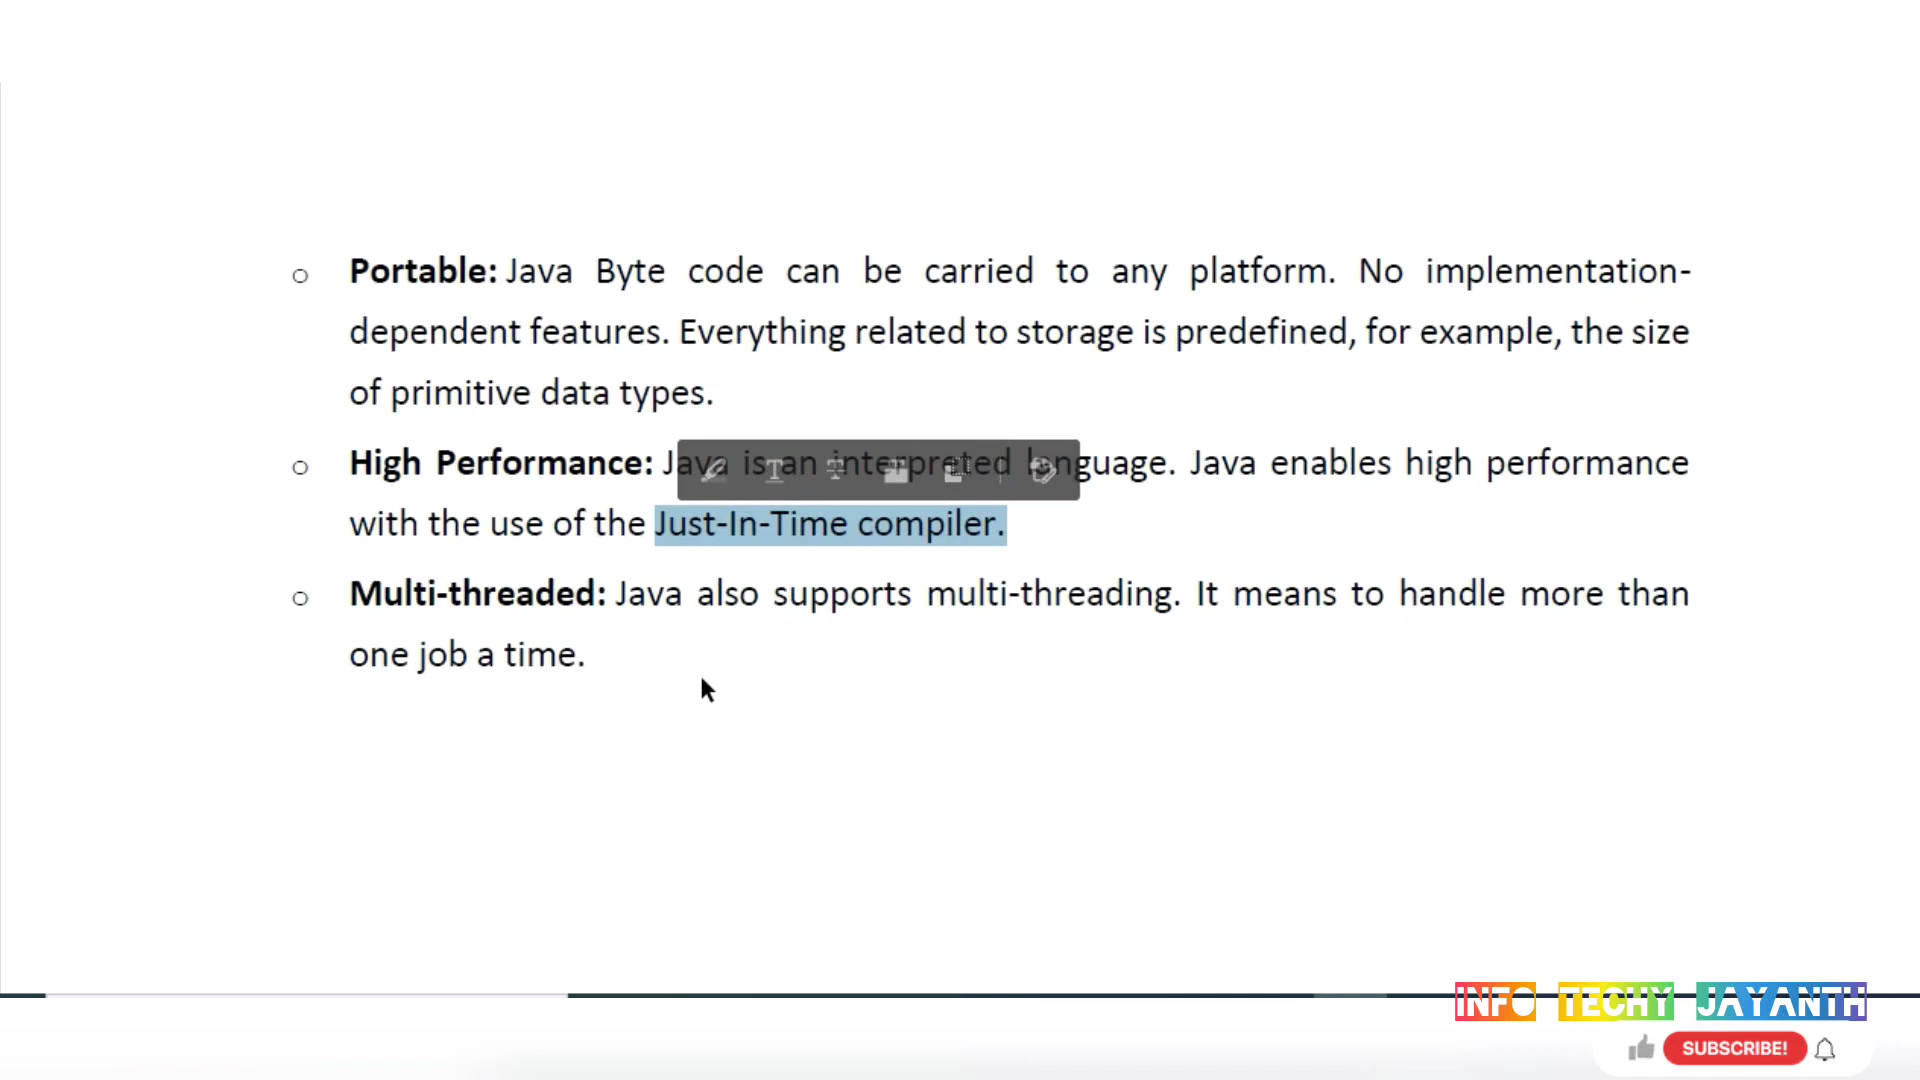 ○ Portable: Java Byte code can be carried to any platform. No implementation-
dependent features. Everything related to storage is predefined, for example, the size
of primitive data types.
○ High Performance: Java is an interpreted language. Java enables high performance
with the use of the Just-In-Time compiler.
○ Multi-threaded: Java also supports multi-threading. It means to handle more than
one job a time.
INFO TECHY JAYANTH
SUBSCRIBE!